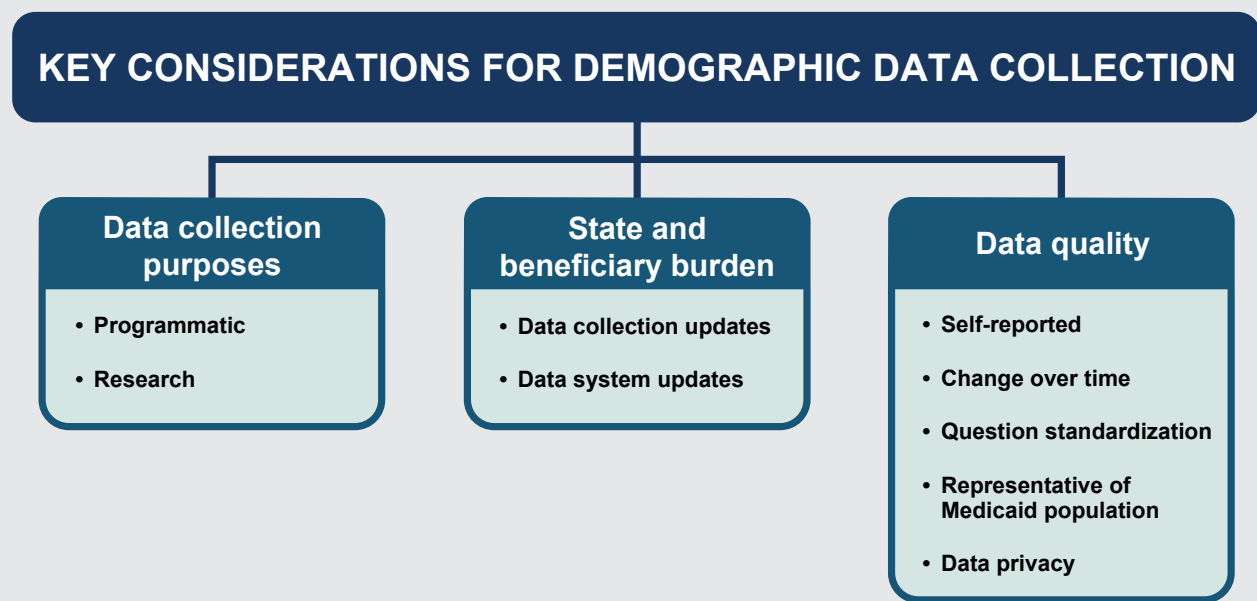 KEY CONSIDERATIONS FOR DEMOGRAPHIC DATA COLLECTION
Data collection
purposes
• Programmatic
• Research
State and
beneficiary burden
• Data collection updates
• Data system updates
Data quality
• Self-reported
• Change over time
• Question standardization
• Representative of
Medicaid population
• Data privacy